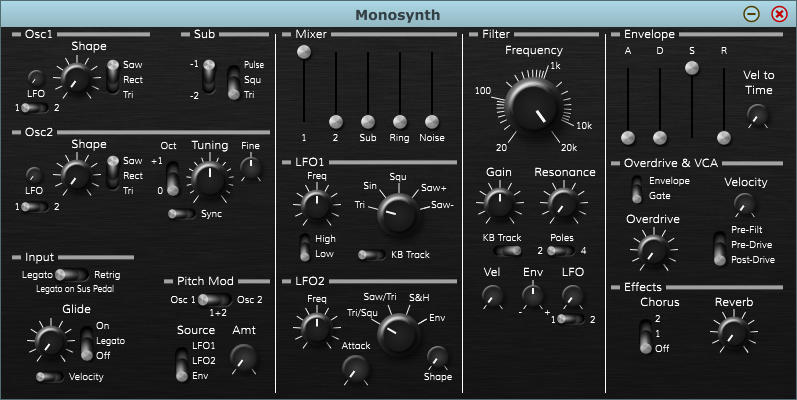 Monosynth
Osc1
Shape
Saw
Rect
Tri
LFO
1 2
Sub
-1
-2
Pulse
Squ
Tri
Osc2
Shape
Saw
Rect
Tri
LFO
1 2
Oct
+1
0
Tuning
Fine
Sync
Input
Legato Retrig
Legato on Sus Pedal
Glide
On
Legato
Off
Velocity
Pitch Mod
Osc 1 Osc 2
1+2
Source
LFO1
LFO2
Env
Amt
Mixer
1 2 Sub Ring Noise
LFO1
Freq
High
Low
Squ
Sin Saw+
Tri Saw-
KB Track
LFO2
Freq
Saw/Tri S&H
Tri/Squ Env
Attack
Shape
Filter
Frequency
1k
100
10k
20 20k
Gain Resonance
KB Track Poles
2 4
Vel Env LFO
- +
1 2
Envelope
A D S R
Vel to
Time
Overdrive & VCA
Envelope
Gate
Velocity
Overdrive
Pre-Filt
Pre-Drive
Post-Drive
Effects
Chorus
2
1
Off
Reverb